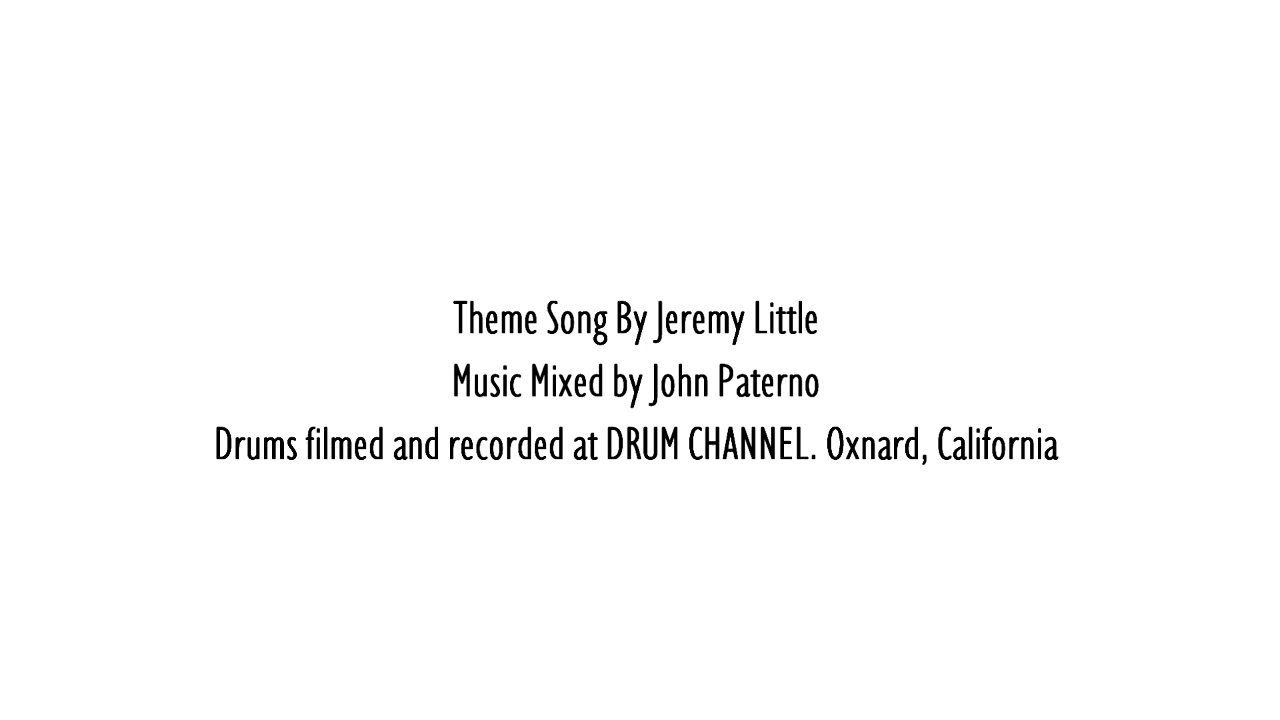 Theme Song By Jeremy Little
Music Mixed by John Paterno
Drums filmed and recorded at DRUM CHANNEL. Oxnard, California